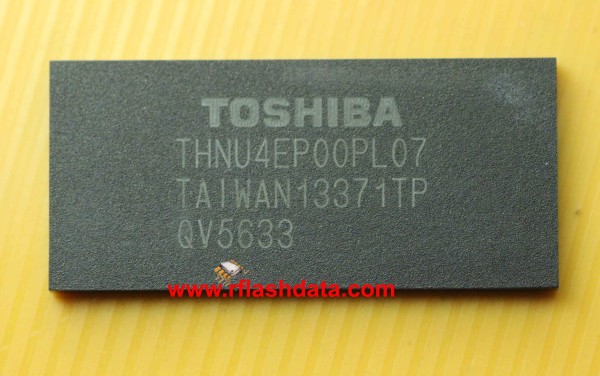 TOSHIBA
THNU4EP00PL07
TAIWAN13371TP
QV5633
www.rflashdata.com